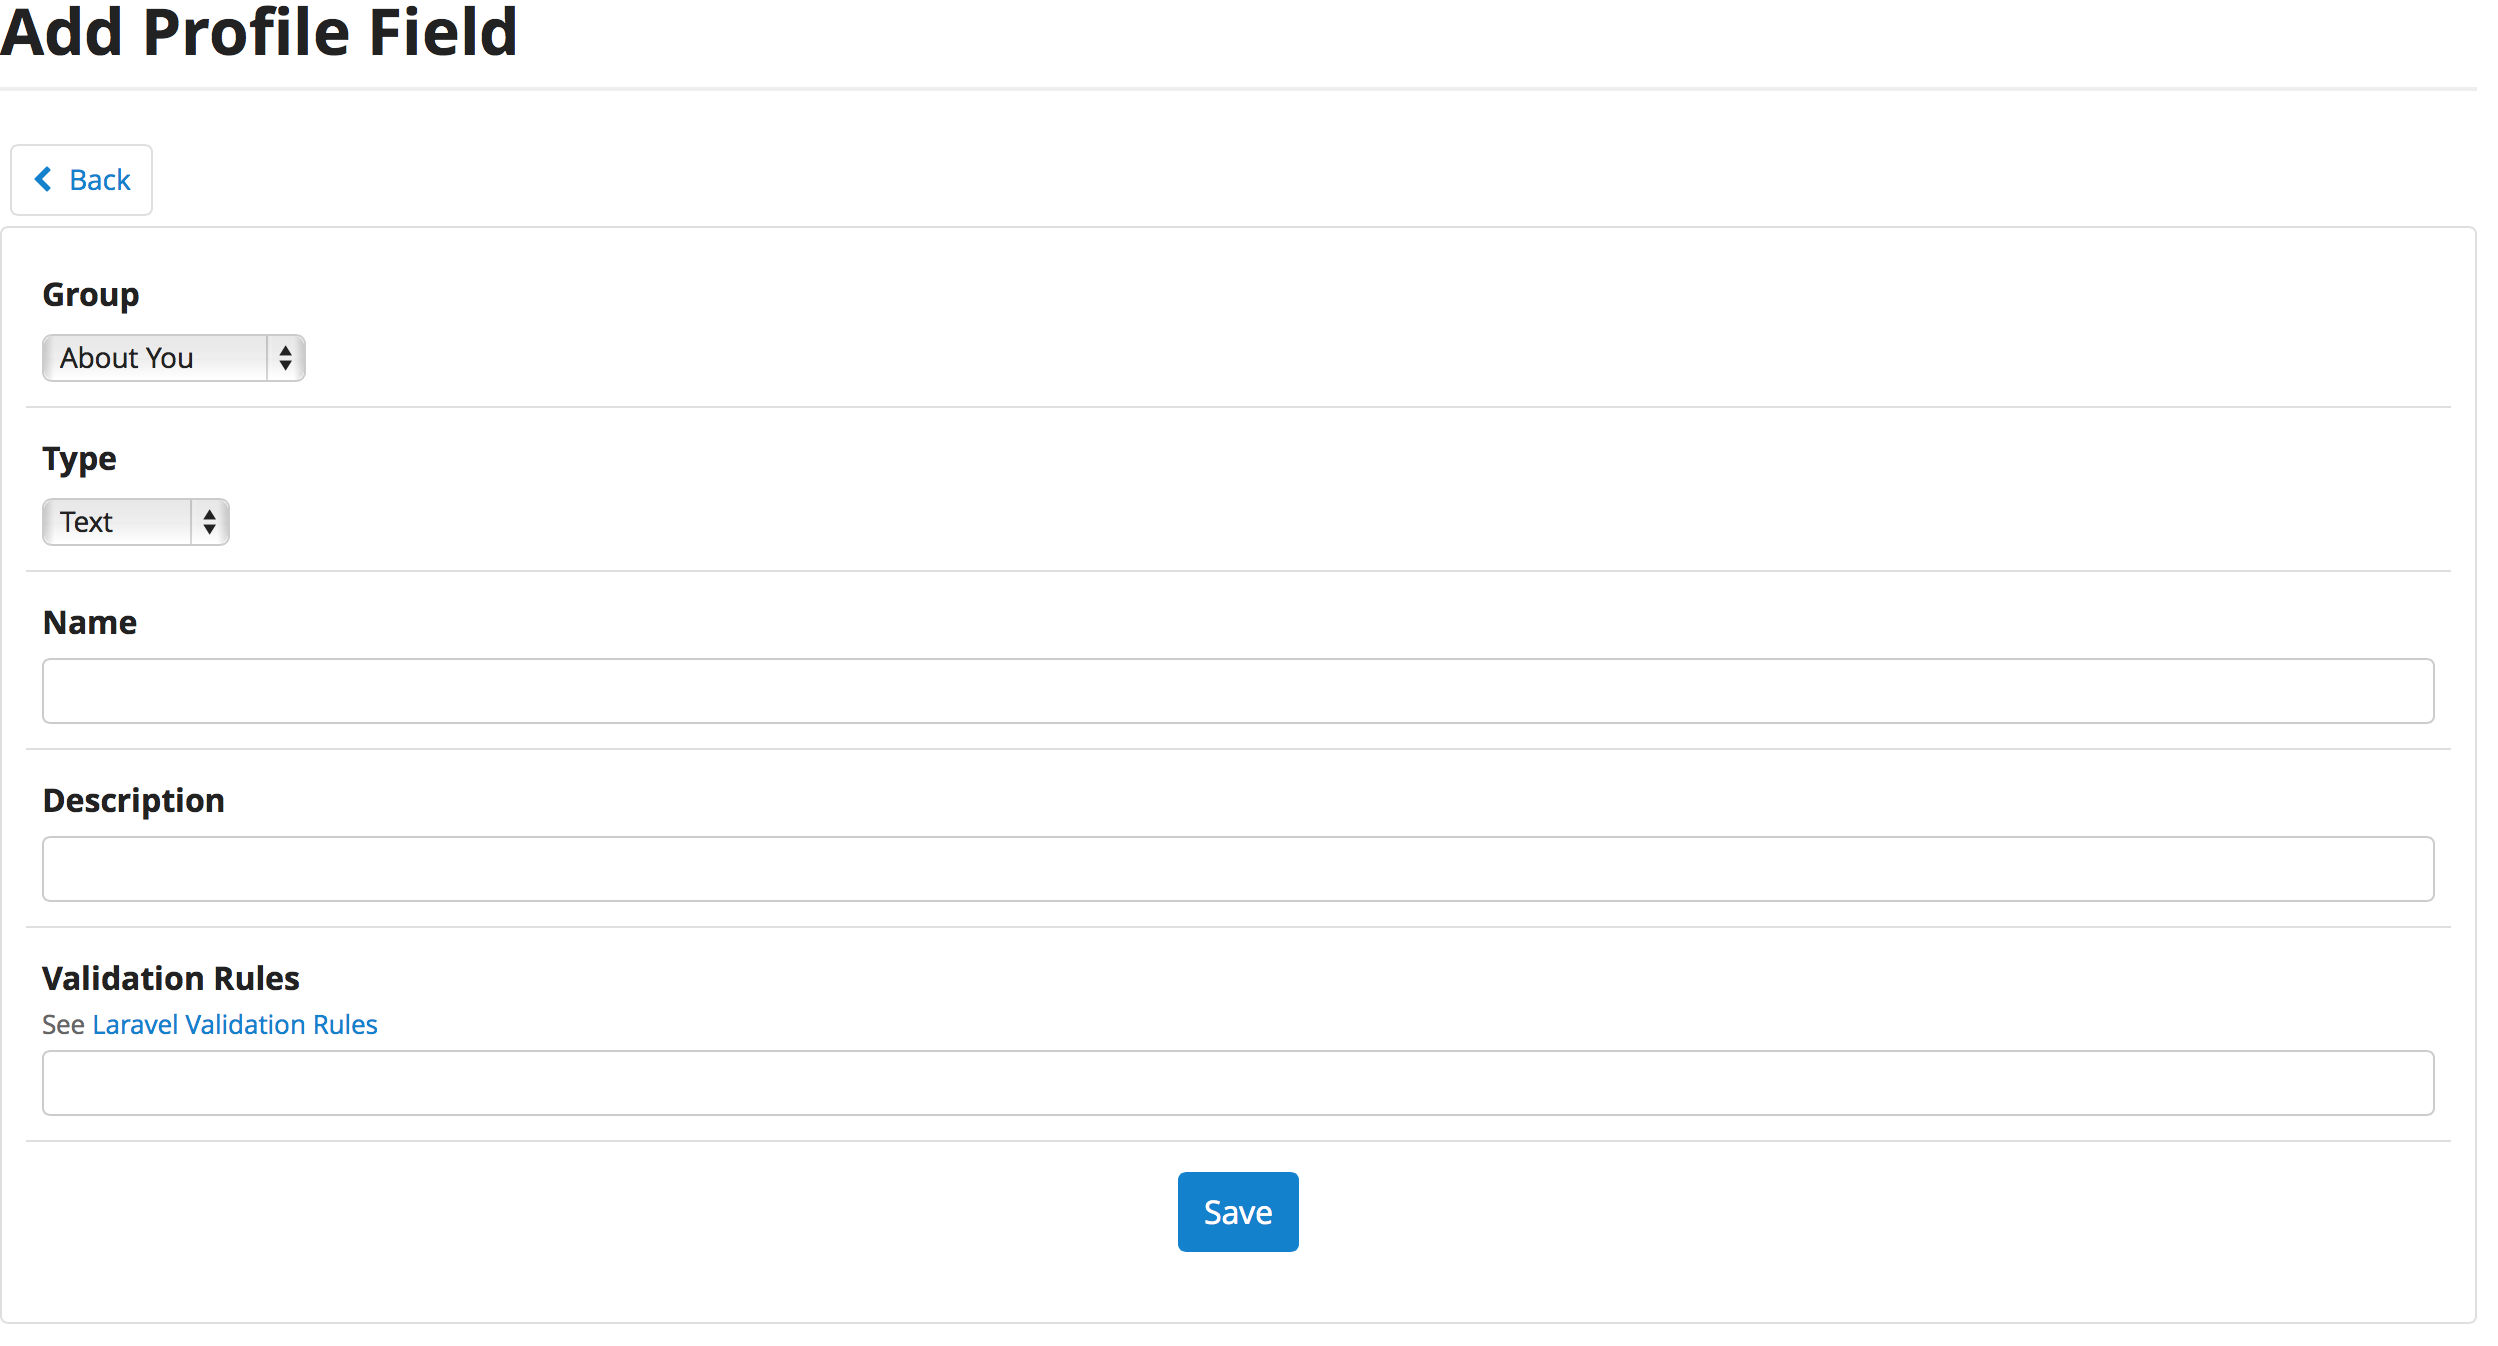 Add Profile Field
Back
Group
About You
Type
Text
Name
Description
Validation Rules
See Laravel Validation Rules
Save